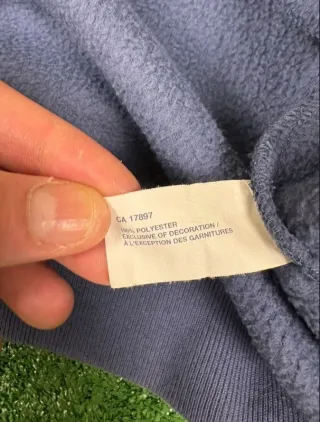 CA 17897
100% POLYESTER
EXCLUSIVE OF DECORATION /
À L'EXCEPTION DES GARNITURES